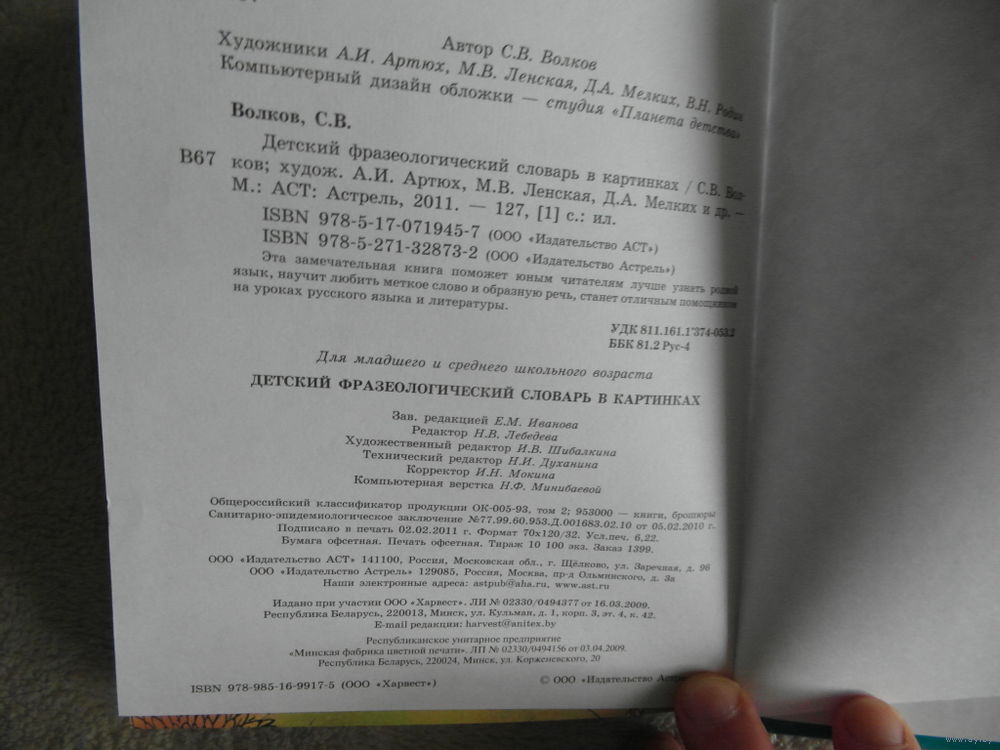 Автор С.В. Волков
Художники А.И. Артюх, М.В. Ленская, Д.А. Мелких, В.Н. Родин
Компьютерный дизайн обложки — студия «Планета детства»
Волков, С.В.
В67 Детский фразеологический словарь в картинках / С.В. Вол-
ков; худож. А.И. Артюх, М.В. Ленская, Д.А. Мелких и др. —
М.: АСТ: Астрель, 2011. — 127, [1] с.: ил.
ISBN 978-5-17-071945-7 (ООО «Издательство АСТ»)
ISBN 978-5-271-32873-2 (ООО «Издательство Астрель»)
Эта замечательная книга поможет юным читателям лучше узнать родной
язык, научит любить меткое слово и образную речь, станет отличным помощником
на уроках русского языка и литературы.
УДК 811.161.1'374-053.2
ББК 81.2 Рус-4
Для младшего и среднего школьного возраста
ДЕТСКИЙ ФРАЗЕОЛОГИЧЕСКИЙ СЛОВАРЬ В КАРТИНКАХ
Зав. редакцией Е.М. Иванова
Редактор Н.В. Лебедева
Художественный редактор И.В. Шибалкина
Технический редактор Н.И. Духанина
Корректор И.Н. Мокина
Компьютерная верстка Н.Ф. Минибаевой
Общероссийский классификатор продукции ОК-005-93, том 2; 953000 — книги, брошюры
Санитарно-эпидемиологическое заключение №77.99.60.953.Д.001683.02.10 от 05.02.2010 г.
Подписано в печать 02.02.2011 г. Формат 70x120/32. Усл.печ. 6,22.
Бумага офсетная. Печать офсетная. Тираж 10 100 экз. Заказ 1399.
ООО «Издательство АСТ» 141100, Россия, Московская обл., г. Щёлково, ул. Заречная, д. 96
ООО «Издательство Астрель» 129085, Россия, Москва, пр-д Ольминского, д. 3а
Наши электронные адреса: astpub@aha.ru, www.ast.ru
Издано при участии ООО «Харвест». ЛИ № 02330/0494377 от 16.03.2009.
Республика Беларусь, 220013, Минск, ул. Кульман, д. 1, корп. 3, эт. 4, к. 42.
E-mail редакции: harvest@anitex.by
Республиканское унитарное предприятие
«Минская фабрика цветной печати». ЛП № 02330/0494156 от 03.04.2009.
Республика Беларусь, 220024, Минск, ул. Корженевского, 20
ISBN 978-985-16-9917-5 (ООО «Харвест»)
© ООО «Издательство